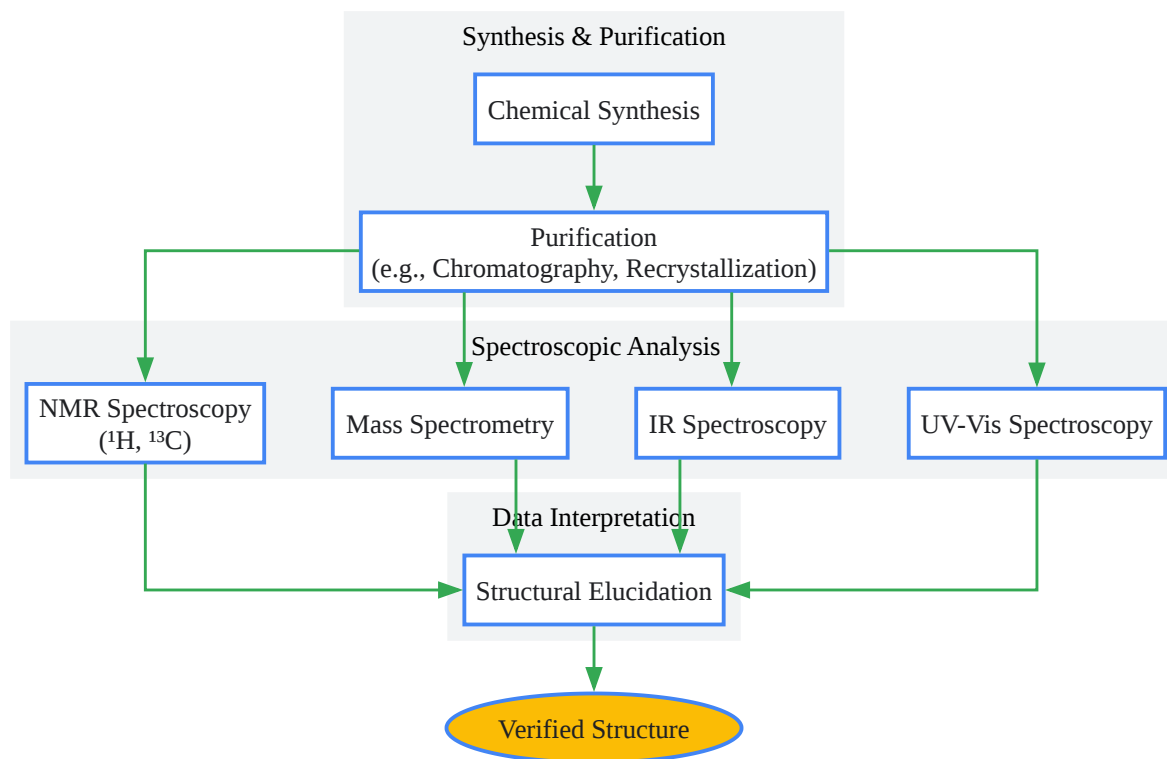 Synthesis & Purification
Chemical Synthesis
Purification
(e.g., Chromatography, Recrystallization)
Spectroscopic Analysis
NMR Spectroscopy
(¹H, ¹³C)
Mass Spectrometry
IR Spectroscopy
UV-Vis Spectroscopy
Data Interpretation
Structural Elucidation
Verified Structure